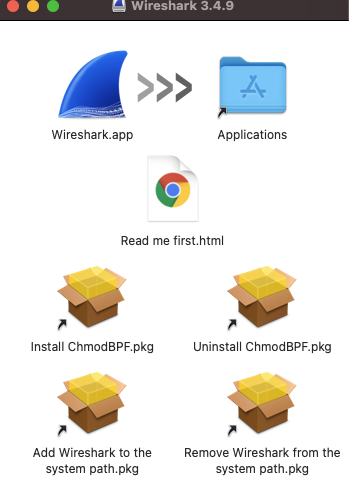 Wireshark 3.4.9
Wireshark.app
Applications
Read me first.html
Install ChmodBPF.pkg
Uninstall ChmodBPF.pkg
Add Wireshark to the
system path.pkg
Remove Wireshark from the
system path.pkg